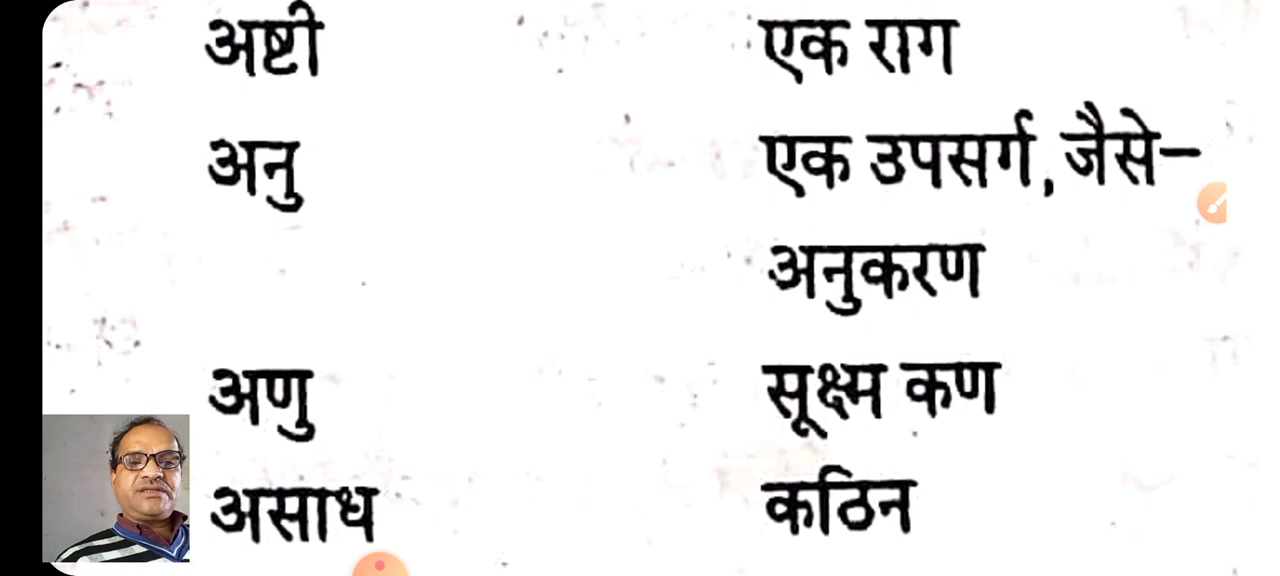 अष्टी एक राग
अनु एक उपसर्ग, जैसे–
अनुकरण
अणु सूक्ष्म कण
असाध कठिन